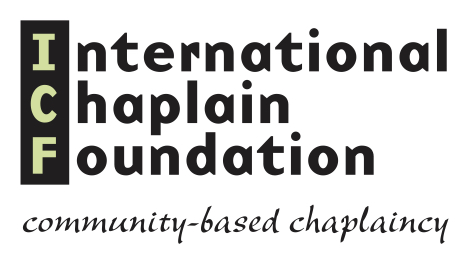 International
Chaplain
Foundation
community-based chaplaincy